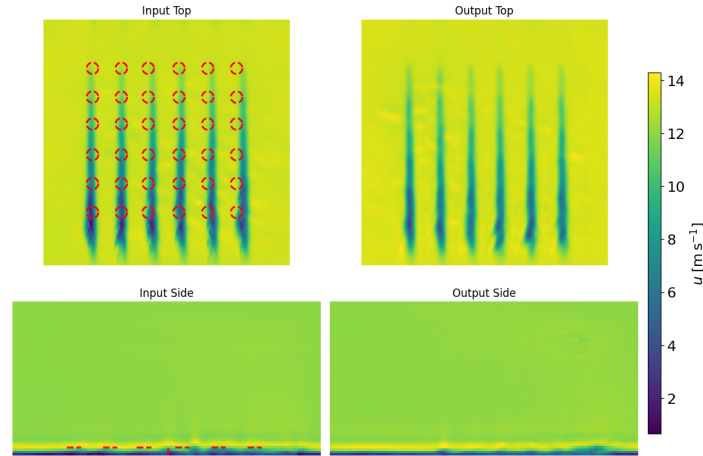 Input Top
Output Top
Input Side
Output Side
14
12
10
8
6
4
2
u [m s⁻¹]